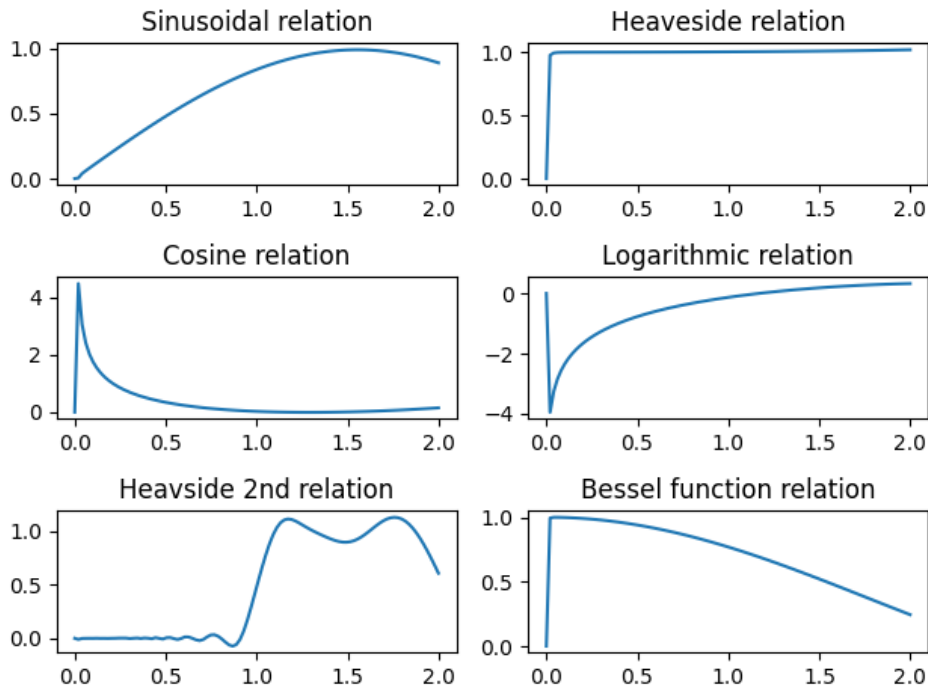 Sinusoidal relation
1.0
0.5
0.0
0.0 0.5 1.0 1.5 2.0
Heaveside relation
1.0
0.5
0.0
0.0 0.5 1.0 1.5 2.0
Cosine relation
4
2
0
0.0 0.5 1.0 1.5 2.0
Logarithmic relation
0
−2
−4
0.0 0.5 1.0 1.5 2.0
Heavside 2nd relation
1.0
0.5
0.0
0.0 0.5 1.0 1.5 2.0
Bessel function relation
1.0
0.5
0.0
0.0 0.5 1.0 1.5 2.0